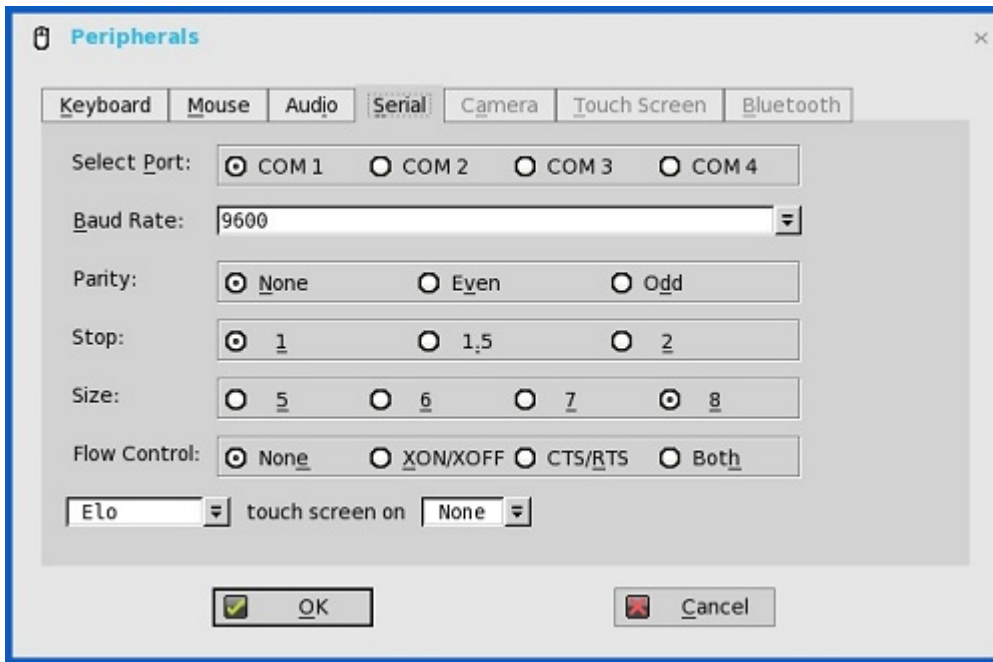 Peripherals
Keyboard Mouse Audio Serial Camera Touch Screen Bluetooth
Select Port: COM 1 COM 2 COM 3 COM 4
Baud Rate: 9600
Parity: None Even Odd
Stop: 1 1.5 2
Size: 5 6 7 8
Flow Control: None XON/XOFF CTS/RTS Both
Elo touch screen on None
OK Cancel